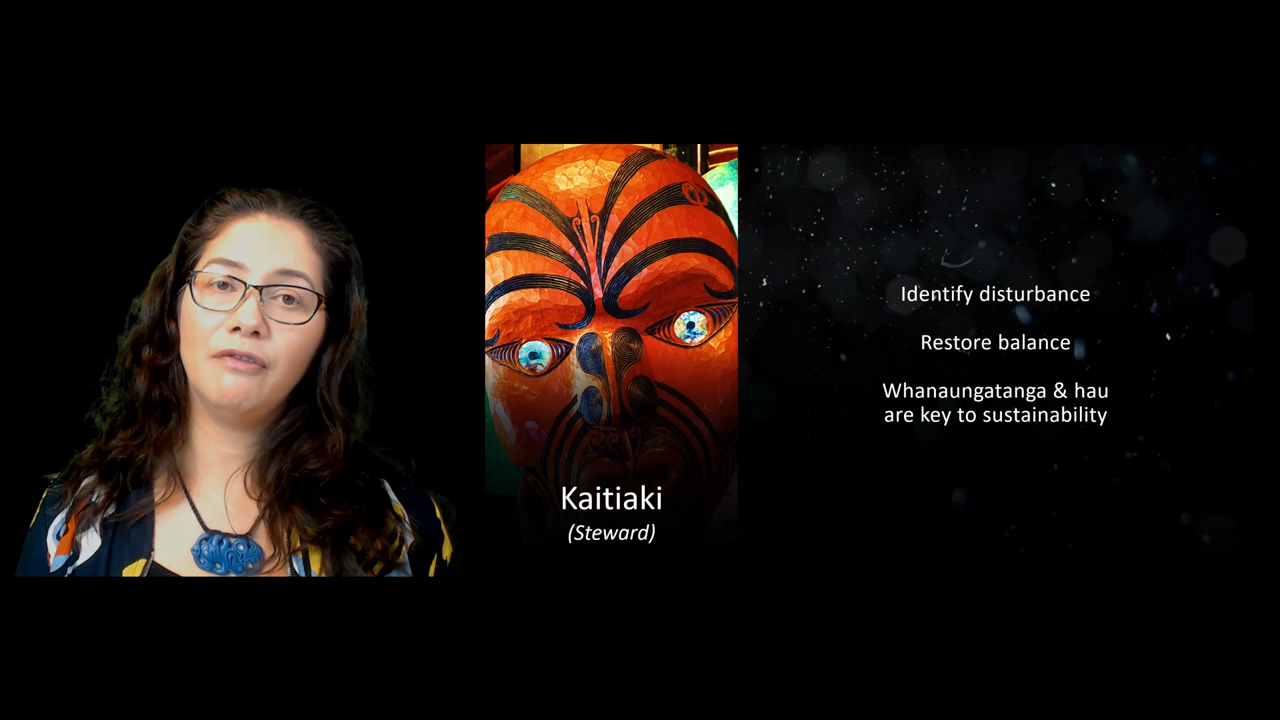 Kaitiaki
(Steward)
Identify disturbance
Restore balance
Whanaungatanga & hau
are key to sustainability